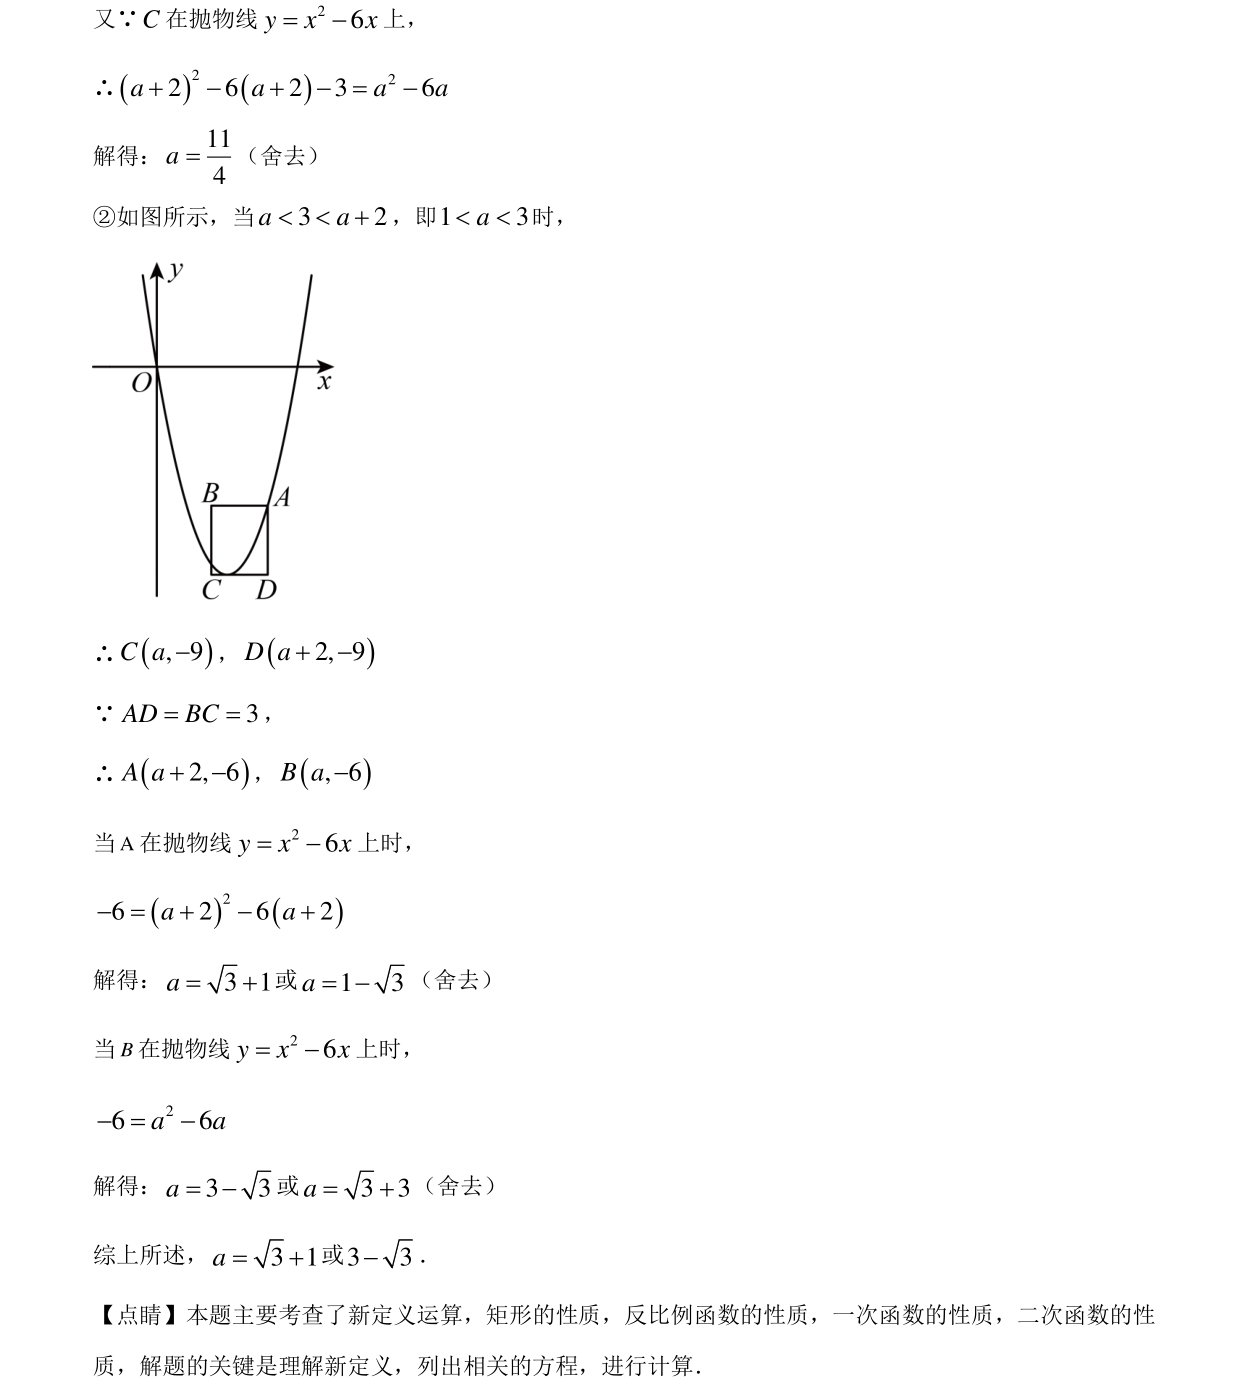 又∵C在抛物线y=x²−6x上，
∴(a+2)²−6(a+2)−3=a²−6a
解得：a=11/4（舍去）
②如图所示，当a<3<a+2，即1<a<3时，
y
O
x
B
A
C
D
∴C(a,−9)，D(a+2,−9)
∵AD=BC=3，
∴A(a+2,−6)，B(a,−6)
当A在抛物线y=x²−6x上时，
−6=(a+2)²−6(a+2)
解得：a=√3+1或a=1−√3（舍去）
当B在抛物线y=x²−6x上时，
−6=a²−6a
解得：a=3−√3或a=√3+3（舍去）
综上所述，a=√3+1或3−√3．
【点睛】本题主要考查了新定义运算，矩形的性质，反比例函数的性质，一次函数的性质，二次函数的性
质，解题的关键是理解新定义，列出相关的方程，进行计算．